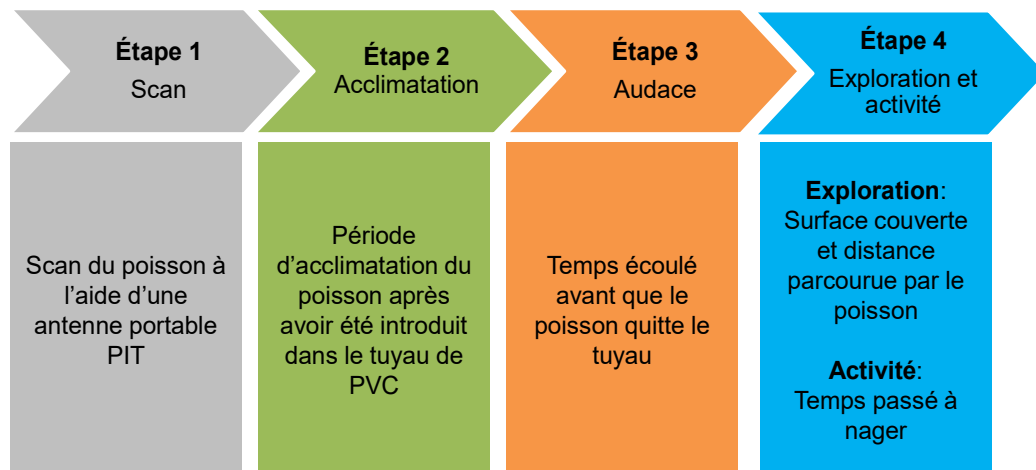 Étape 1
Scan
Étape 2
Acclimatation
Étape 3
Audace
Étape 4
Exploration et
activité
Scan du poisson à
l’aide d’une
antenne portable
PIT
Période
d’acclimatation du
poisson après
avoir été introduit
dans le tuyau de
PVC
Temps écoulé
avant que le
poisson quitte le
tuyau
Exploration:
Surface couverte
et distance
parcourue par le
poisson
Activité:
Temps passé à
nager